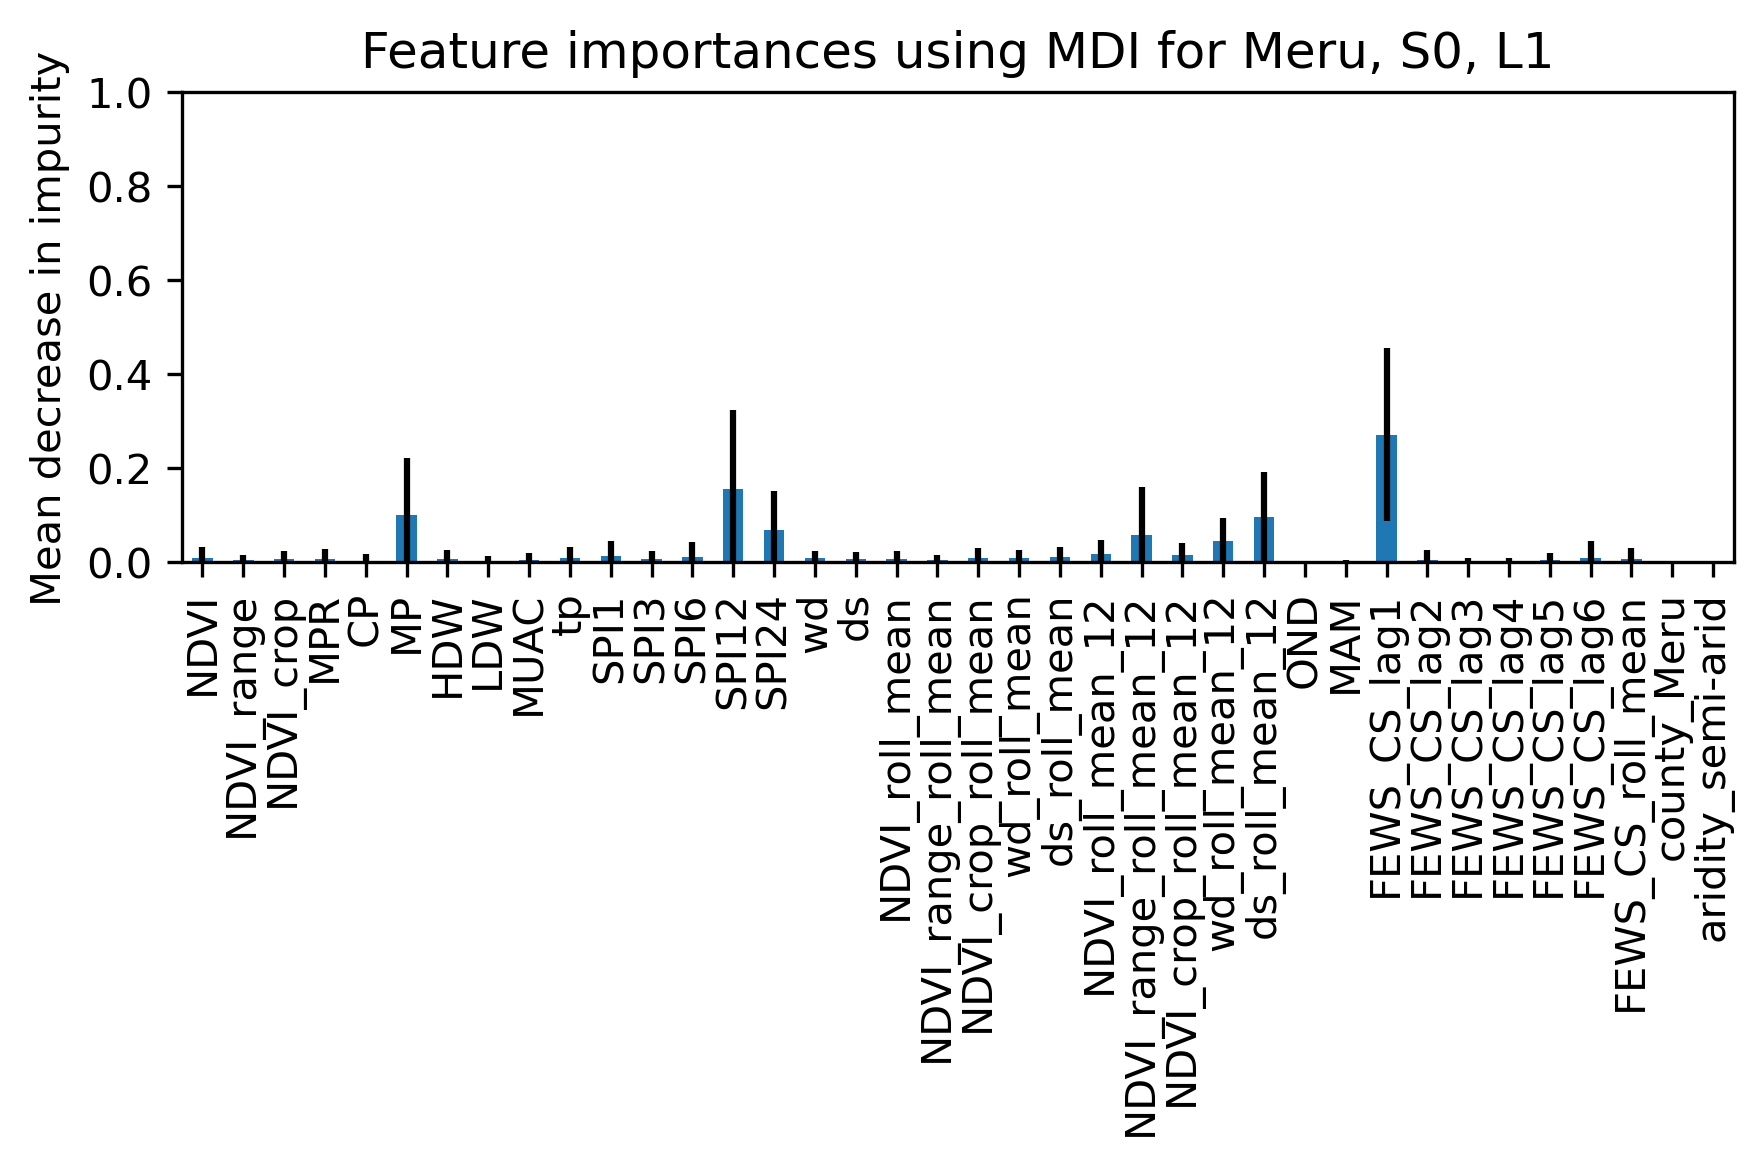 Feature importances using MDI for Meru, S0, L1
Mean decrease in impurity
1.0
0.8
0.6
0.4
0.2
0.0
NDVI
NDVI_range
NDVI_crop
MPR
CP
MP
HDW
LDW
MUAC
tp
SPI1
SPI3
SPI6
SPI12
SPI24
wd
ds
NDVI_roll_mean
NDVI_range_roll_mean
NDVI_crop_roll_mean
wd_roll_mean
ds_roll_mean
NDVI_roll_mean_12
NDVI_range_roll_mean_12
NDVI_crop_roll_mean_12
wd_roll_mean_12
ds_roll_mean_12
OND
MAM
FEWS_CS_lag1
FEWS_CS_lag2
FEWS_CS_lag3
FEWS_CS_lag4
FEWS_CS_lag5
FEWS_CS_lag6
FEWS_CS_roll_mean
county_Meru
aridity_semi-arid